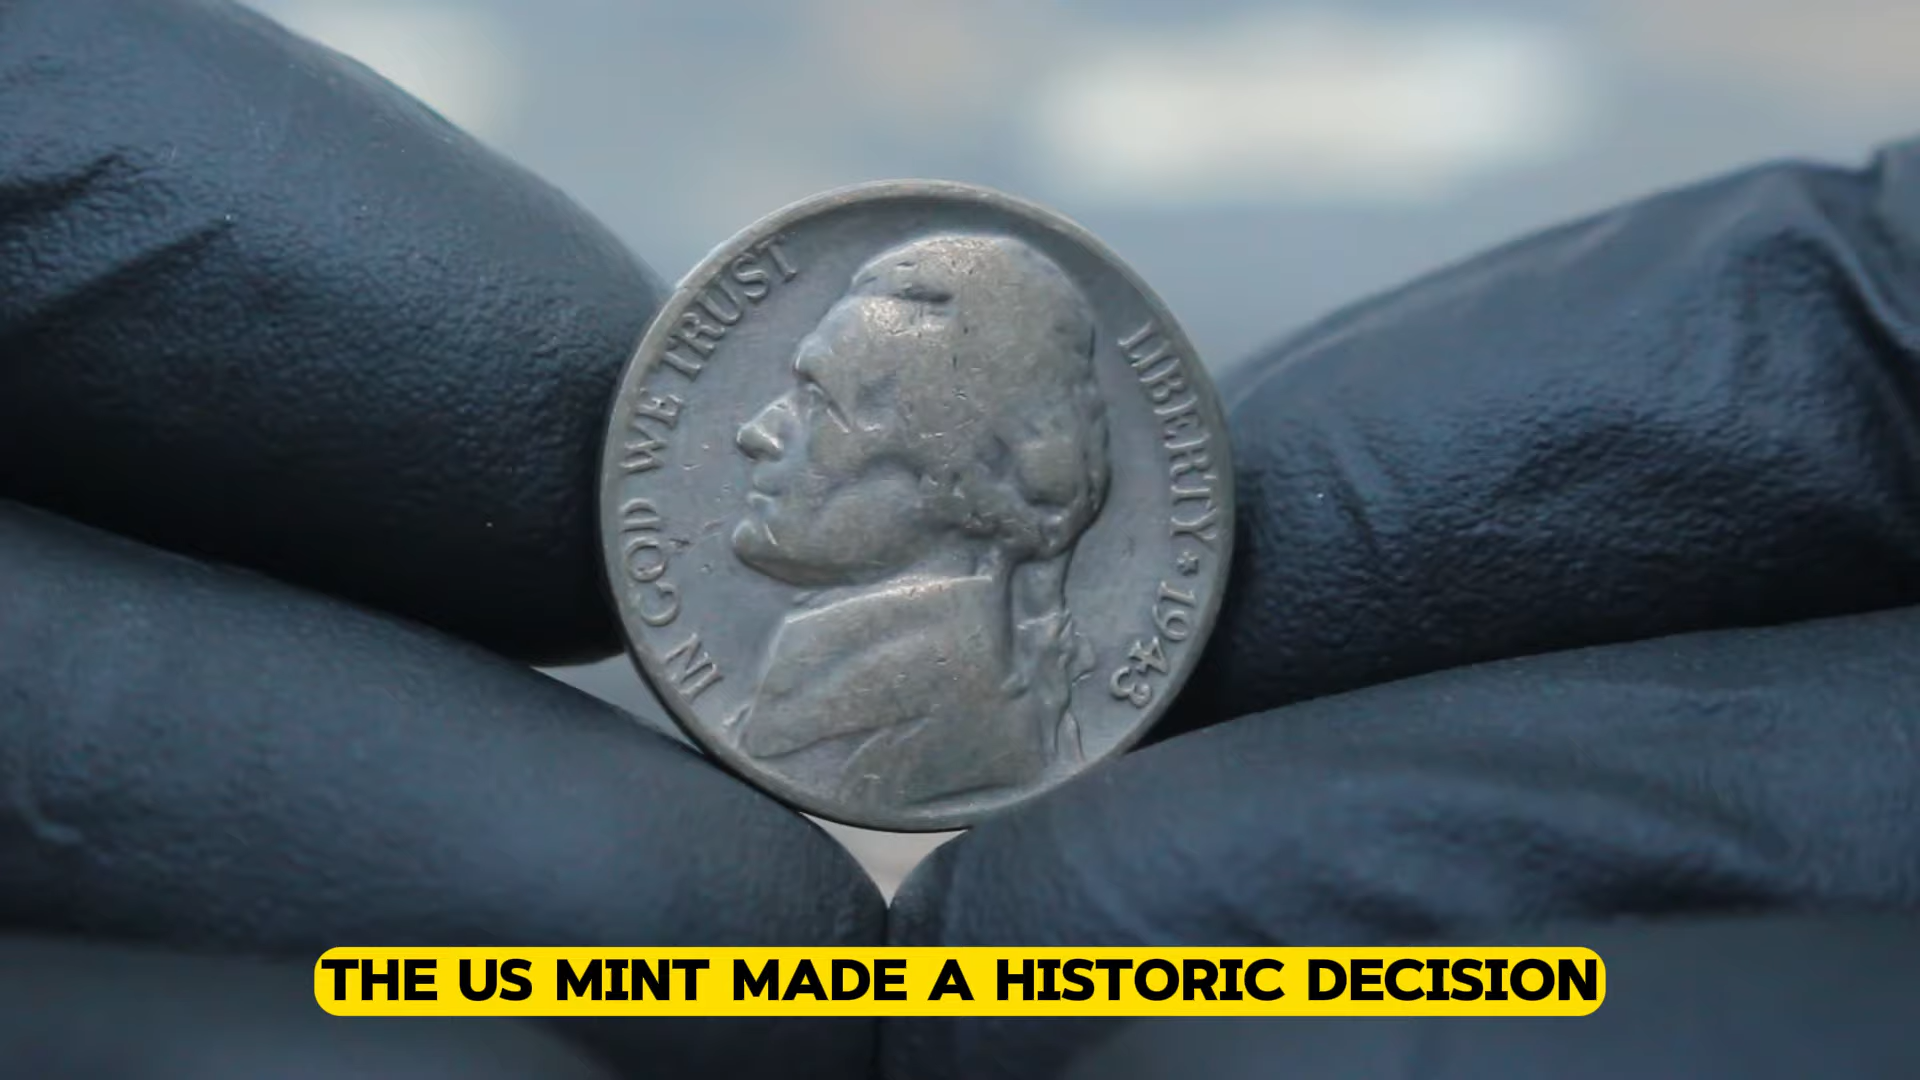 IN GOD WE TRUST
LIBERTY ★ 1943
THE US MINT MADE A HISTORIC DECISION